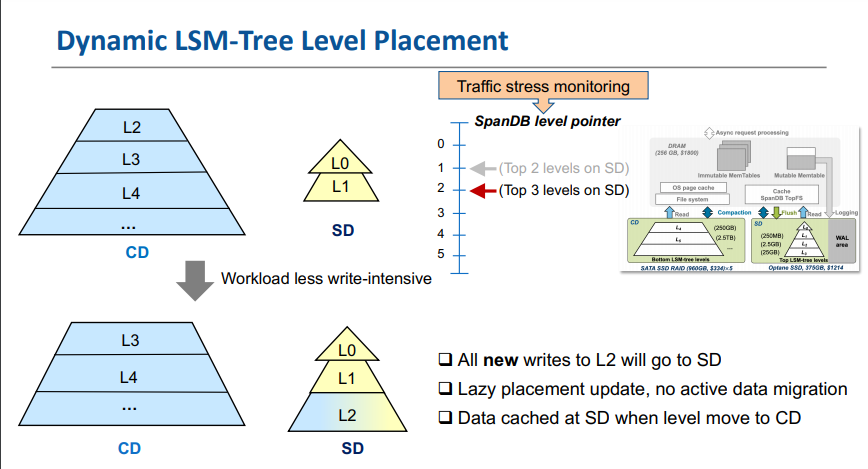 Dynamic LSM-Tree Level Placement
Traffic stress monitoring
SpanDB level pointer
L2
L3
L4
...
CD
L0
L1
SD
0
1
(Top 2 levels on SD)
2
(Top 3 levels on SD)
3
4
5
Async request processing
DRAM
(256 GB, $1800)
Immutable MemTables
Mutable Memtable
OS page cache
File system
Cache
SpanDB TopFS
Read
Compaction
Flush
Read
Logging
CD
L4
L5
...
(250GB)
(2.5TB)
Bottom LSM-tree levels
SD
(250MB)
(2.5GB)
(25GB)
Top LSM-tree levels
WAL
area
SATA SSD RAID (960GB, $334)×5
Optane SSD, 375GB, $1214
Workload less write-intensive
L3
L4
...
CD
L0
L1
L2
SD
❑ All new writes to L2 will go to SD
❑ Lazy placement update, no active data migration
❑ Data cached at SD when level move to CD